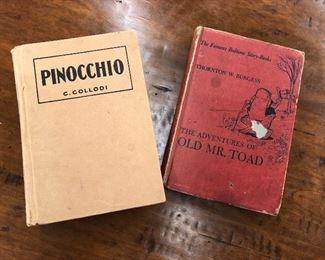 PINOCCHIO
C. COLLODI
The Famous Bedtime Story-Books
THORNTON W. BURGESS
THE ADVENTURES OF
OLD MR. TOAD